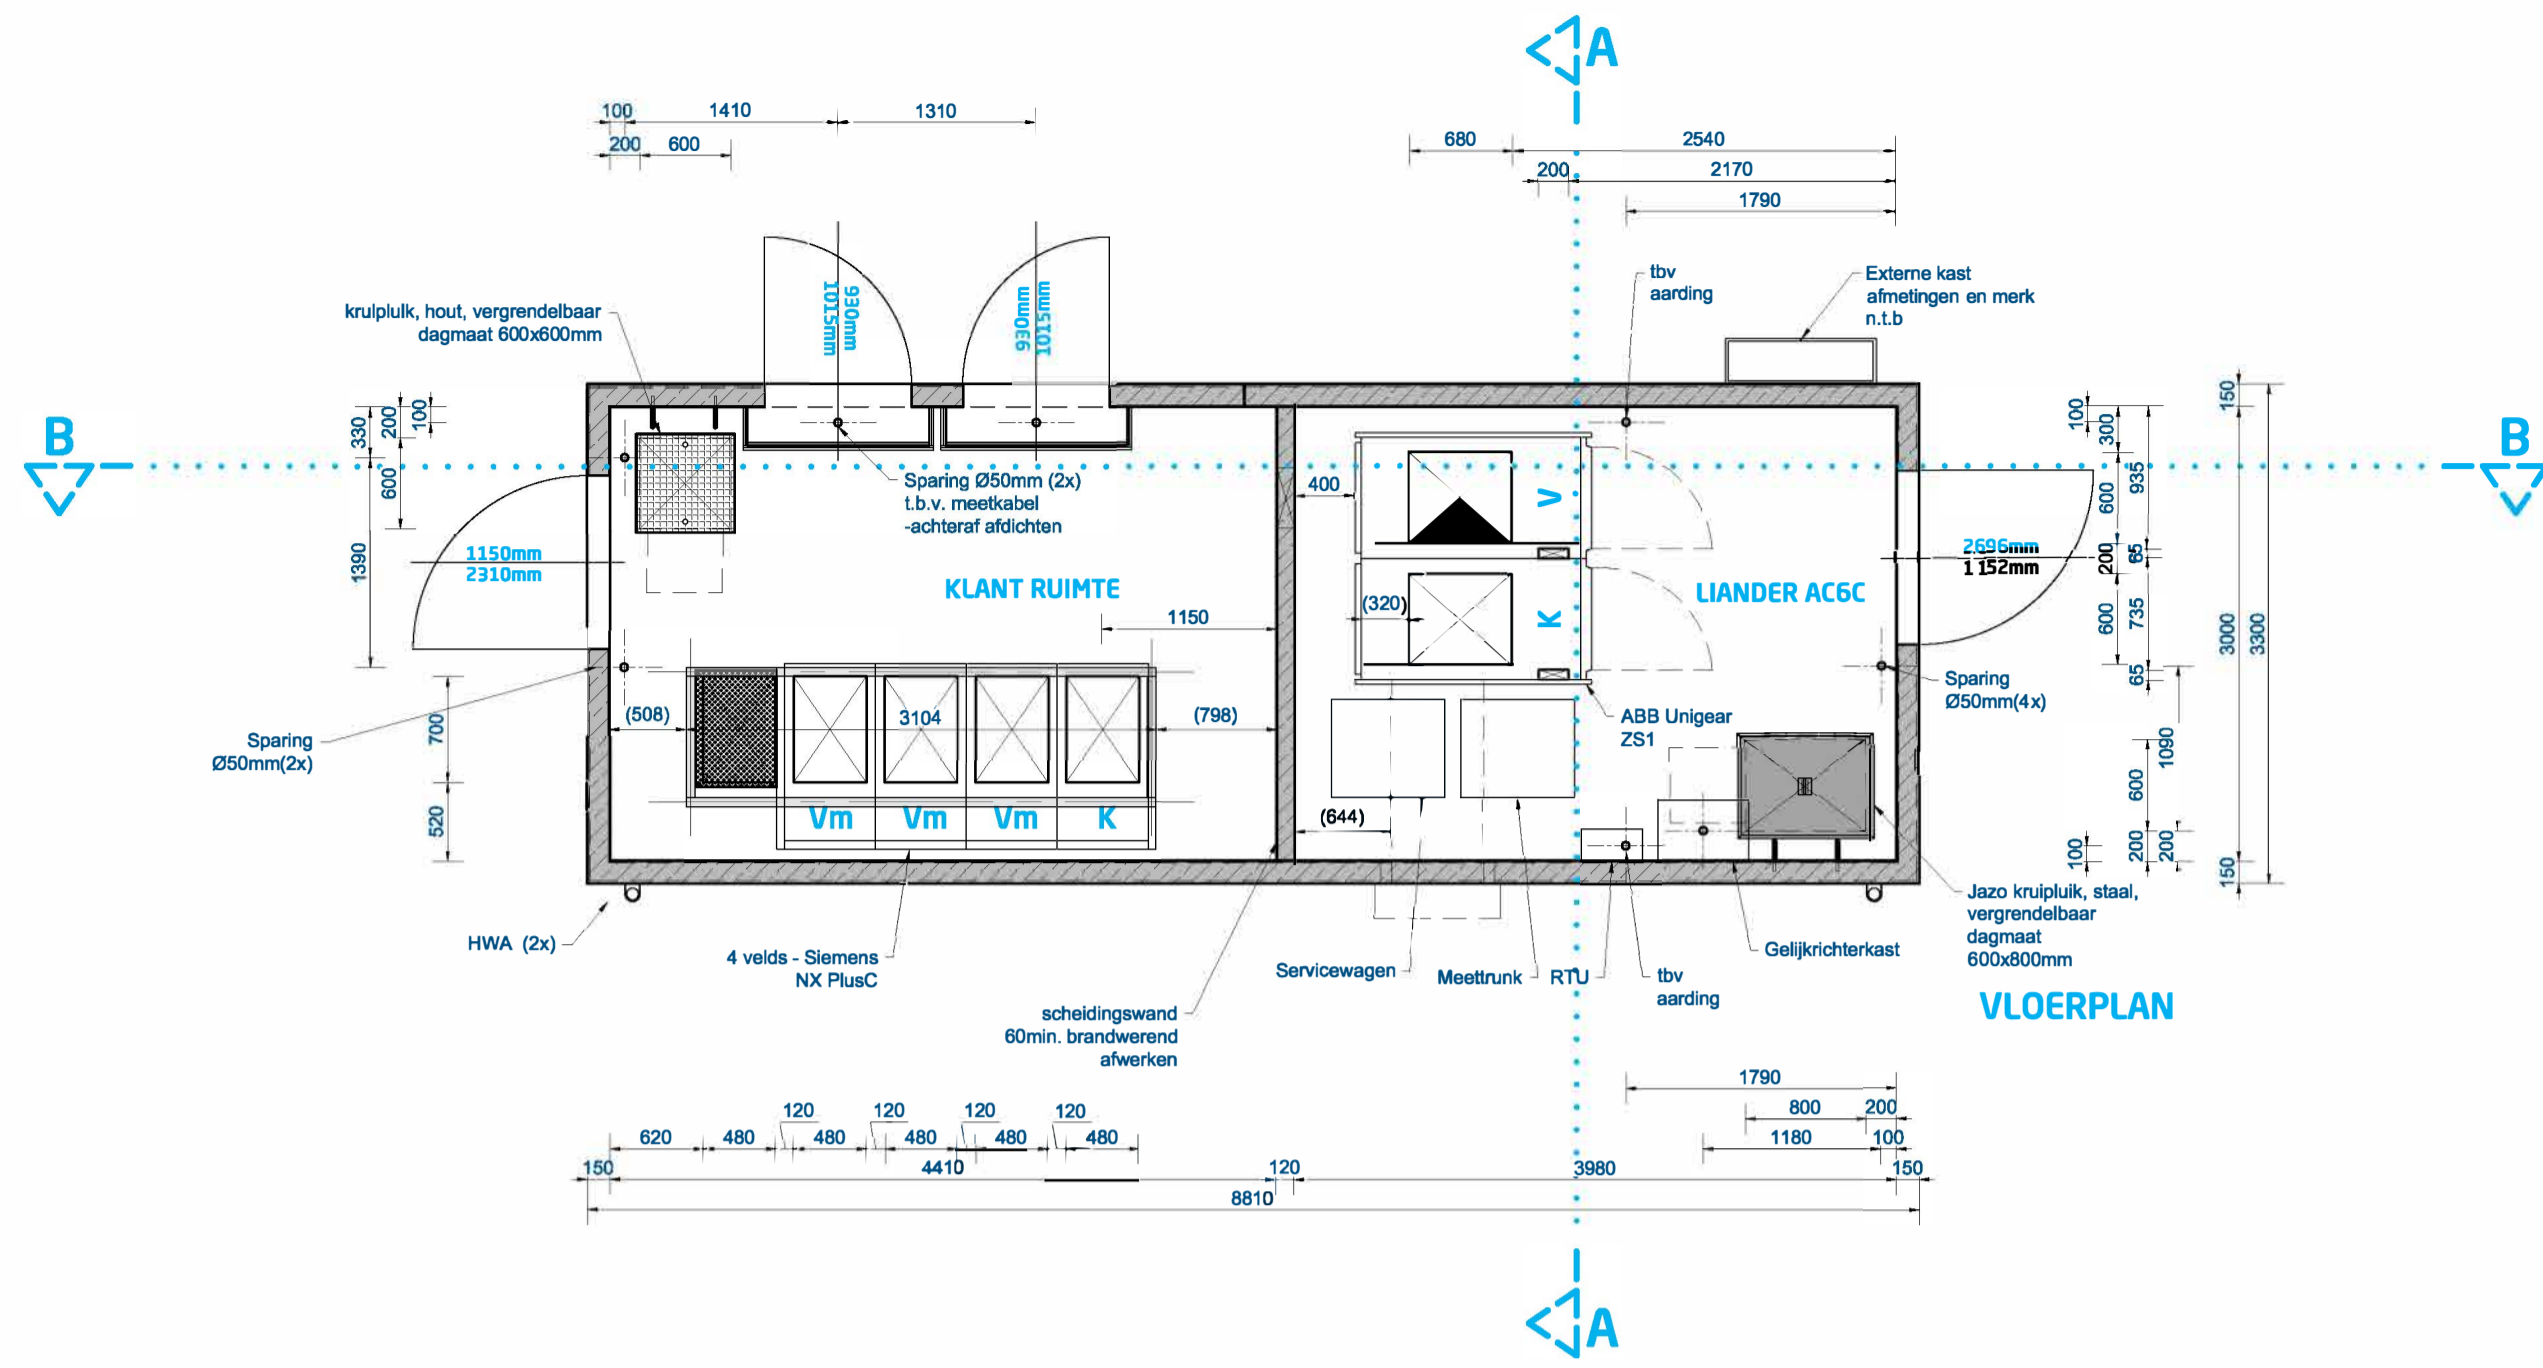 A
100
1410
1310
200
600
680
2540
200
2170
1790
kruipluik, hout, vergrendelbaar
dagmaat 600x600mm
930mm
1015mm
930mm
1015mm
tbv
aarding
Externe kast
afmetingen en merk
n.t.b
B
B
330
200
100
600
1390
150
100
300
935
600
200
65
600
735
65
3000
3300
Sparing Ø50mm (2x)
t.b.v. meetkabel
-achteraf afdichten
400
V
1150mm
2310mm
2696mm
1152mm
KLANT RUIMTE
LIANDER AC6C
(320)
K
1150
Sparing
Ø50mm(4x)
(508)
3104
(798)
ABB Unigear
ZS1
Sparing
Ø50mm(2x)
700
520
1090
600
200
200
100
150
Vm
Vm
Vm
K
(644)
HWA (2x)
4 velds - Siemens
NX PlusC
Servicewagen
Meettrunk
RTU
tbv
aarding
Gelijkrichterkast
Jazo kruipluik, staal,
vergrendelbaar
dagmaat
600x800mm
VLOERPLAN
scheidingswand
60min. brandwerend
afwerken
1790
120
120
120
120
800
200
620
480
480
480
480
480
1180
100
150
4410
120
3980
150
8810
A